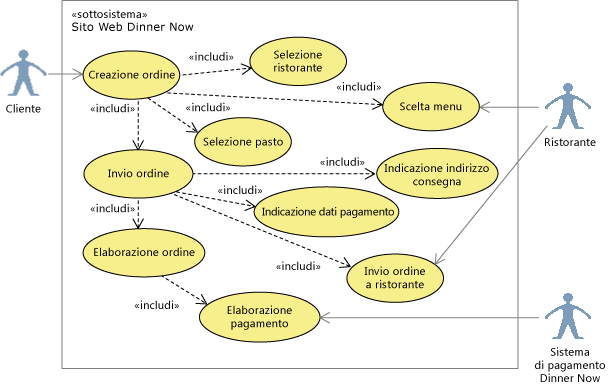 «sottosistema»
Sito Web Dinner Now
Cliente
Creazione ordine
«includi»
Selezione
ristorante
«includi»
Scelta menu
«includi»
«includi»
Selezione pasto
Ristorante
Invio ordine
«includi»
Indicazione indirizzo
consegna
«includi»
«includi»
Indicazione dati pagamento
Elaborazione ordine
«includi»
Invio ordine
a ristorante
«includi»
Elaborazione
pagamento
Sistema
di pagamento
Dinner Now